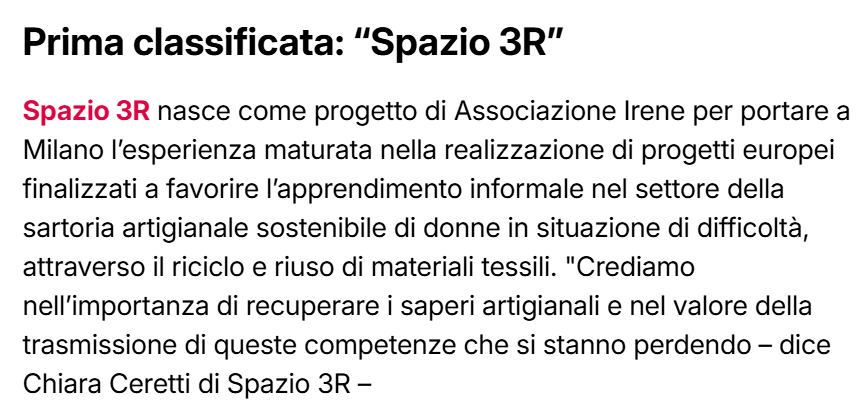 Prima classificata: “Spazio 3R”
Spazio 3R nasce come progetto di Associazione Irene per portare a
Milano l’esperienza maturata nella realizzazione di progetti europei
finalizzati a favorire l’apprendimento informale nel settore della
sartoria artigianale sostenibile di donne in situazione di difficoltà,
attraverso il riciclo e riuso di materiali tessili. "Crediamo
nell’importanza di recuperare i saperi artigianali e nel valore della
trasmissione di queste competenze che si stanno perdendo – dice
Chiara Ceretti di Spazio 3R –